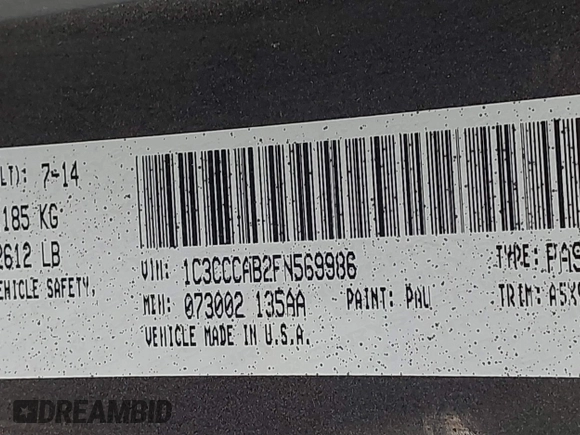 LT): 7-14
185 KG
2612 LB
EHICLE SAFETY,
VIN: 1C3CCCAB2FN569986 TYPE: PAS
MDH: 073002 135AA PAINT: PAU TRIM: A5X9
VEHICLE MADE IN U.S.A.
DREAMBID